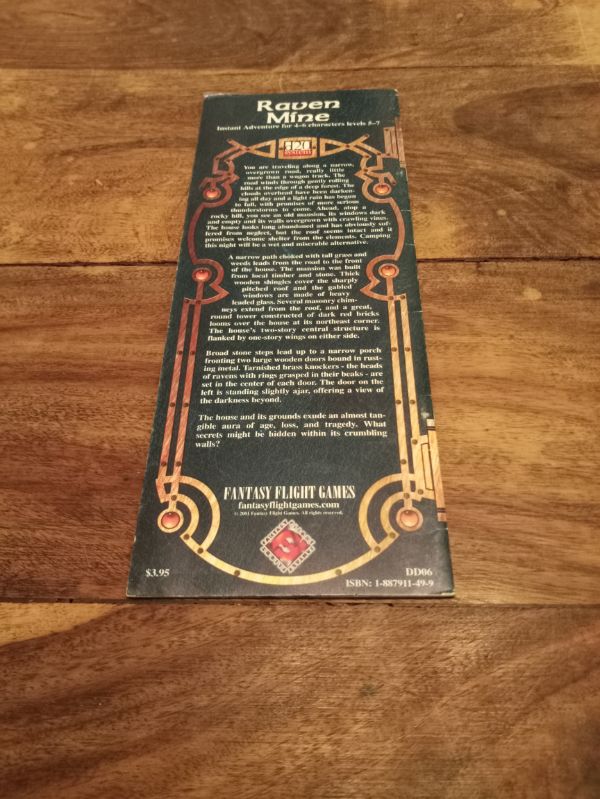 Raven
Mine
Instant Adventure for 4-6 characters levels 5-7
d20
system
You are traveling along a narrow,
overgrown road, really little
more than a wagon track. The
road winds through gently rolling
hills at the edge of a deep forest. The
clouds overhead have been darken-
ing all day and a light rain has begun
to fall, with promises of more serious
thunderstorms to come. Ahead, atop a
rocky hill, you see an old mansion, its windows dark
and empty and its walls overgrown with crawling vines.
The house looks long abandoned and has obviously suf-
fered from neglect, but the roof seems intact and it
promises welcome shelter from the elements. Camping
this night will be a wet and miserable alternative.
A narrow path choked with tall grass and
weeds leads from the road to the front
of the house. The mansion was built
from local timber and stone. Thick
wooden shingles cover the sharply
pitched roof and the gabled
windows are made of heavy
leaded glass. Several masonry chim-
neys extend from the roof, and a great,
round tower constructed of dark red bricks
looms over the house at its northeast corner.
The house's two-story central structure is
flanked by one-story wings on either side.
Broad stone steps lead up to a narrow porch
fronting two large wooden doors bound in rust-
ing metal. Tarnished brass knockers - the heads
of ravens with rings grasped in their beaks - are
set in the center of each door. The door on
the left is standing slightly ajar, offering a view of
the darkness beyond.
The house and its grounds exude an almost tan-
gible aura of age, loss, and tragedy. What
secrets might be hidden within its crumbling
walls?
FANTASY FLIGHT GAMES
fantasyflightgames.com
© 2001 Fantasy Flight Games. All rights reserved.
$3.95
DD06
ISBN: 1-887911-49-9